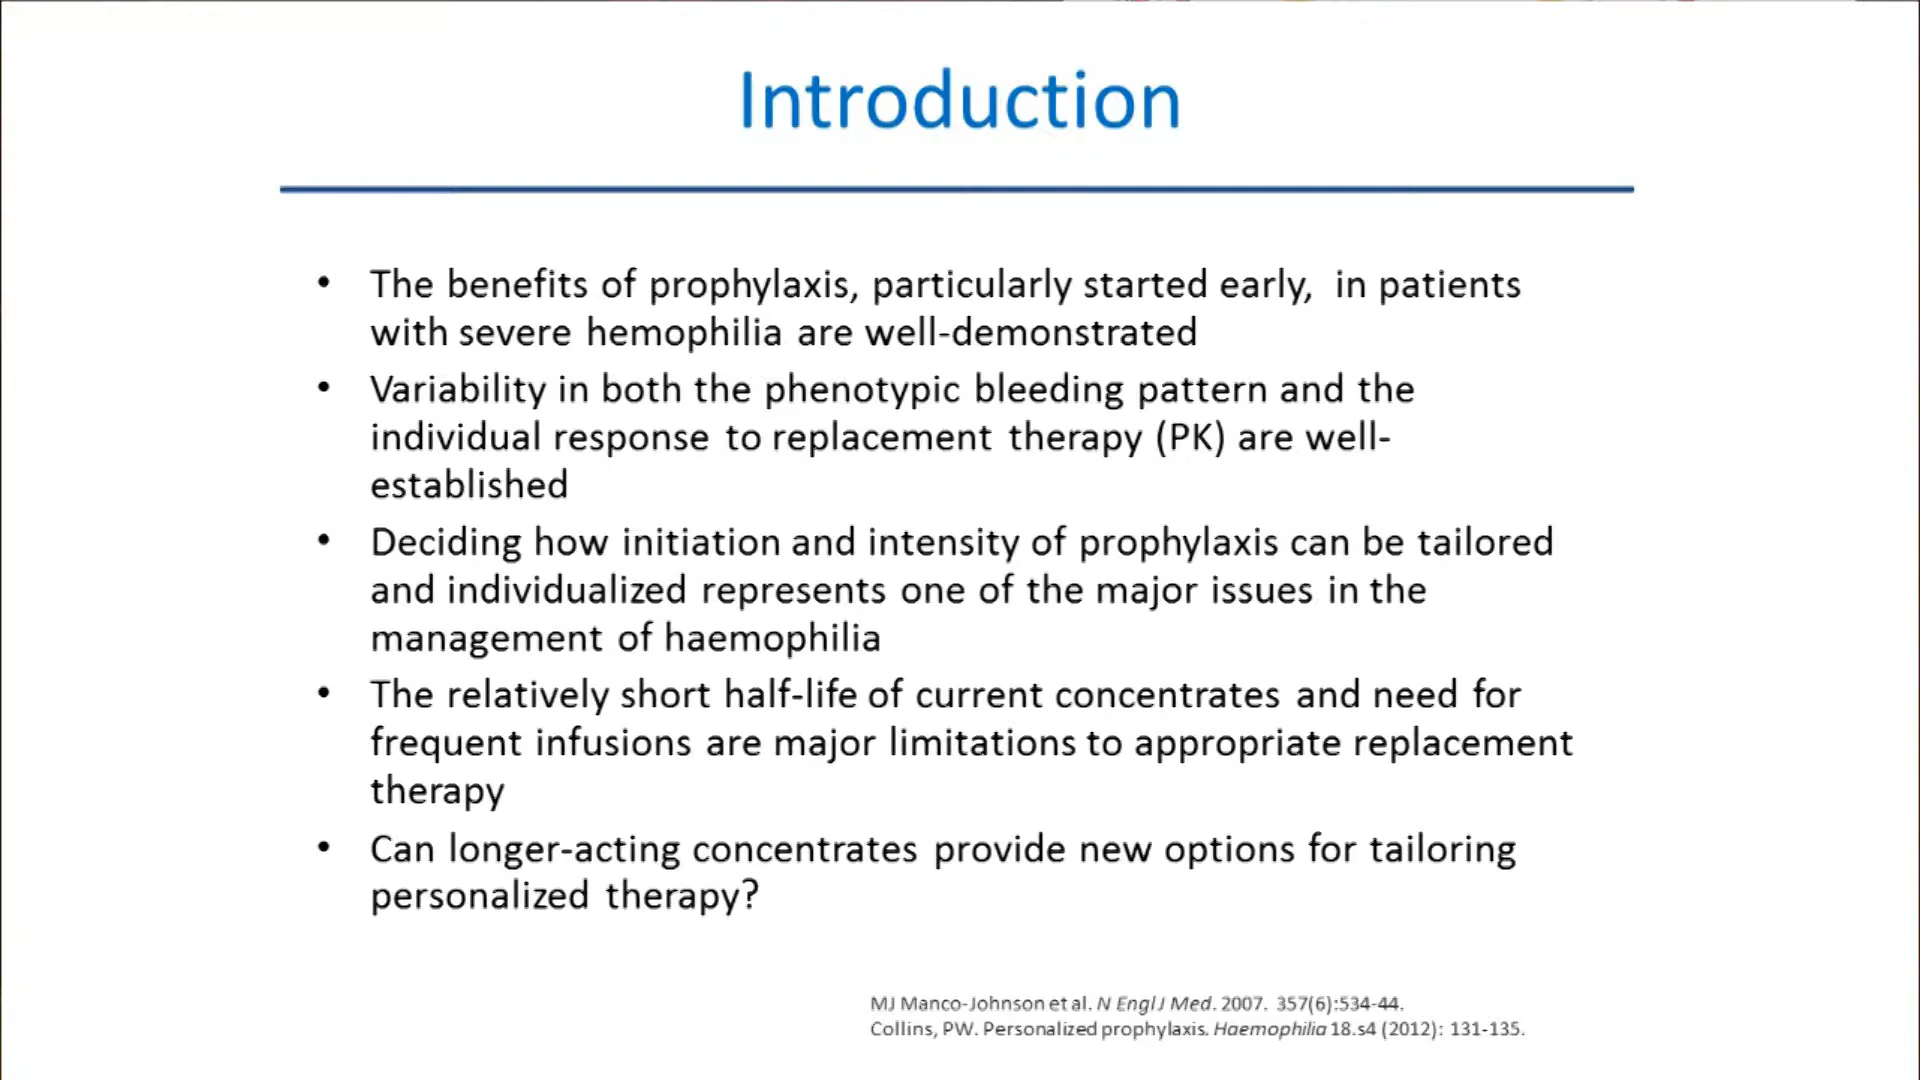 Introduction
• The benefits of prophylaxis, particularly started early, in patients
with severe hemophilia are well-demonstrated
• Variability in both the phenotypic bleeding pattern and the
individual response to replacement therapy (PK) are well-
established
• Deciding how initiation and intensity of prophylaxis can be tailored
and individualized represents one of the major issues in the
management of haemophilia
• The relatively short half-life of current concentrates and need for
frequent infusions are major limitations to appropriate replacement
therapy
• Can longer-acting concentrates provide new options for tailoring
personalized therapy?
MJ Manco-Johnson et al. N Engl J Med. 2007. 357(6):534-44.
Collins, PW. Personalized prophylaxis. Haemophilia 18.s4 (2012): 131-135.